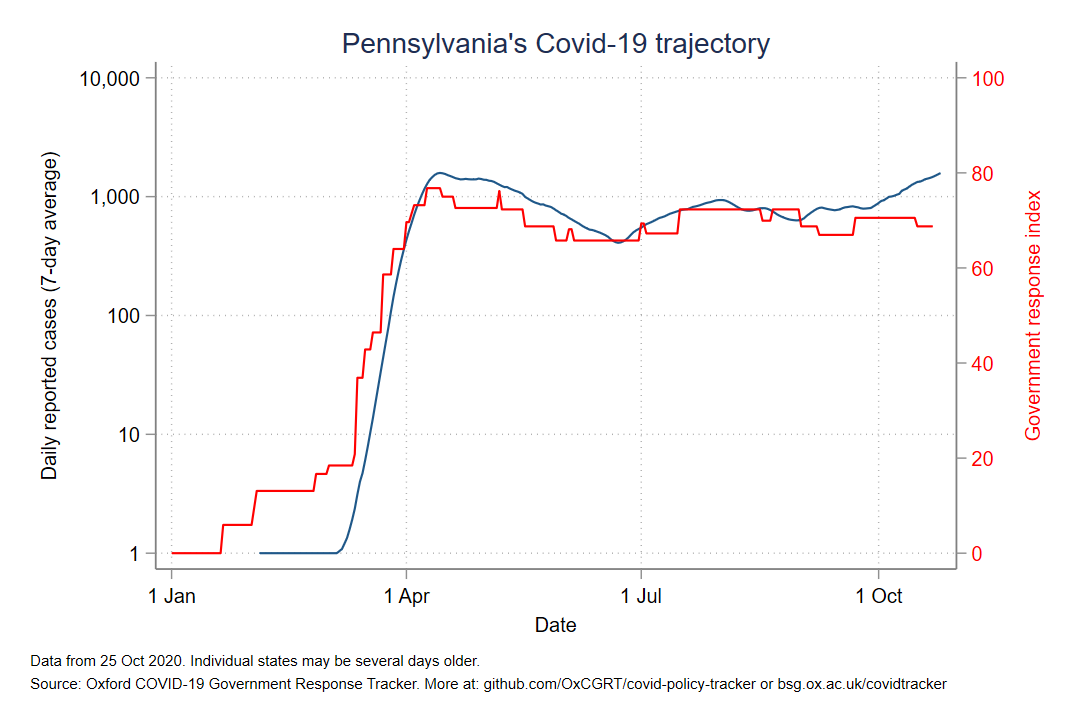 Pennsylvania's Covid-19 trajectory
10,000
1,000
100
10
1
Daily reported cases (7-day average)
100
80
60
40
20
0
Government response index
1 Jan
1 Apr
1 Jul
1 Oct
Date
Data from 25 Oct 2020. Individual states may be several days older.
Source: Oxford COVID-19 Government Response Tracker. More at: github.com/OxCGRT/covid-policy-tracker or bsg.ox.ac.uk/covidtracker